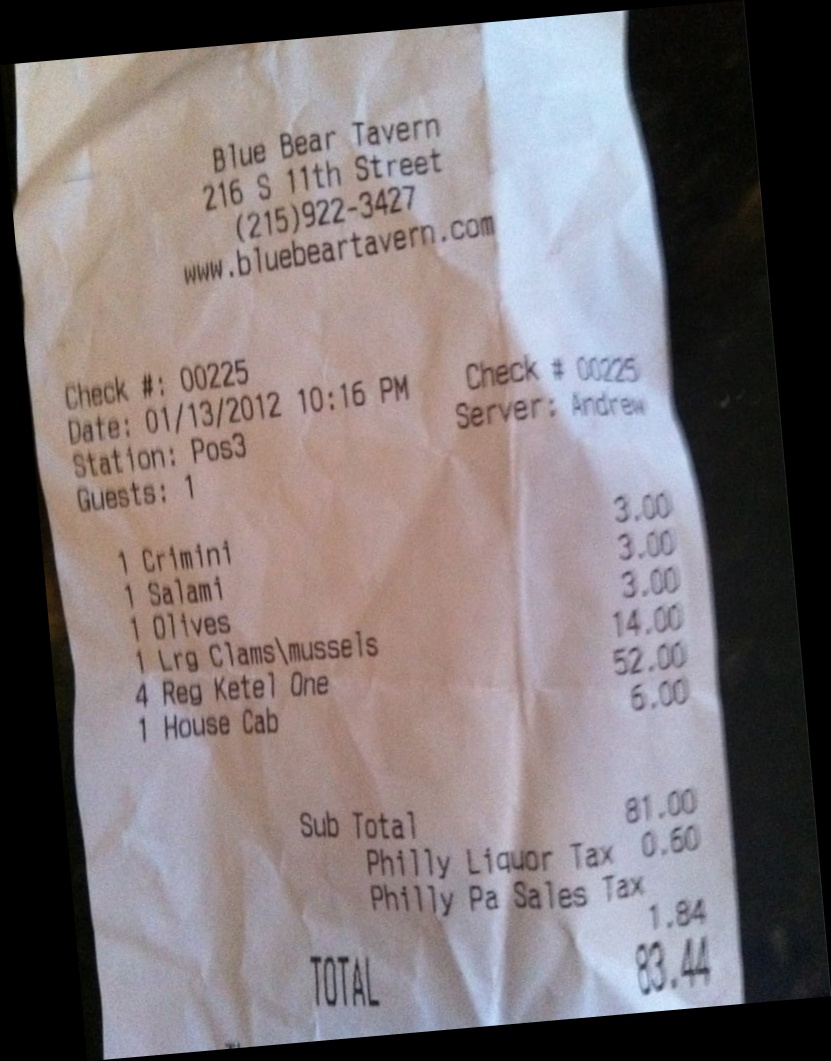 Blue Bear Tavern
216 S 11th Street
(215)922-3427
www.bluebeartavern.com
Check #: 00225 Check # 00225
Date: 01/13/2012 10:16 PM Server: Andrew
Station: Pos3
Guests: 1
1 Crimini 3.00
1 Salami 3.00
1 Olives 3.00
1 Lrg Clams\mussels 14.00
4 Reg Ketel One 52.00
1 House Cab 6.00
Sub Total 81.00
Philly Liquor Tax 0.60
Philly Pa Sales Tax
1.84
TOTAL 83.44